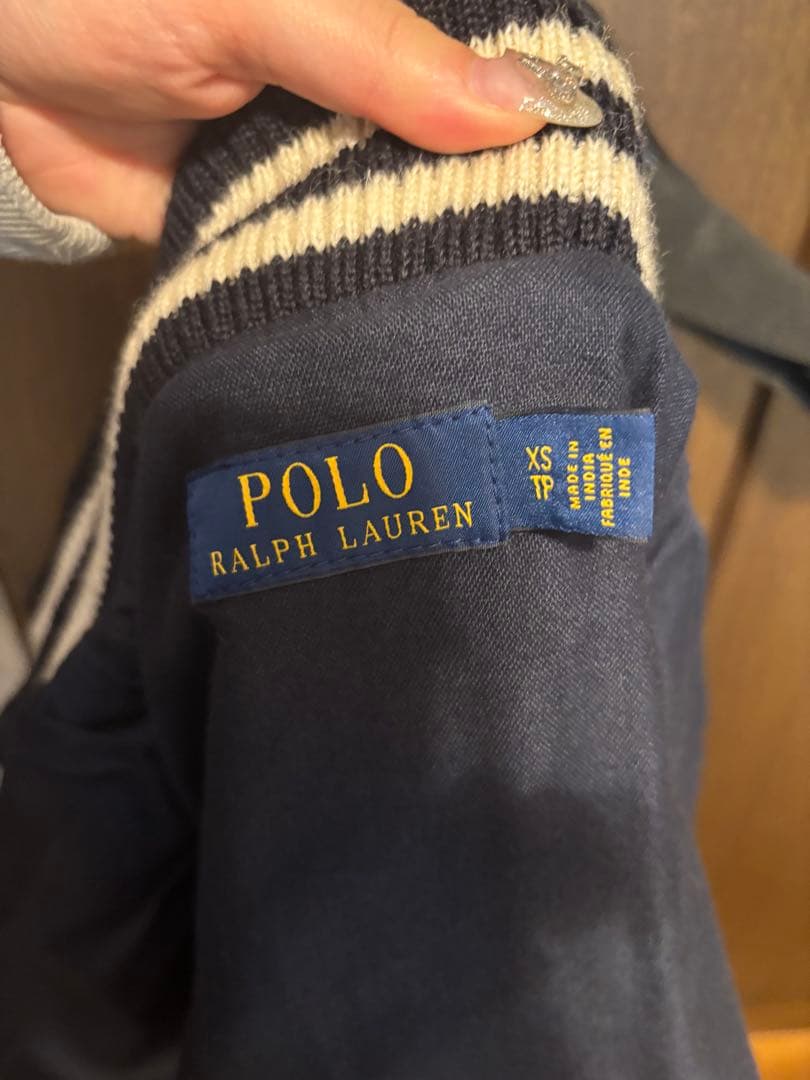 POLO
RALPH LAUREN
XS
TP
MADE IN
INDIA
FABRIQUÉ EN
INDE